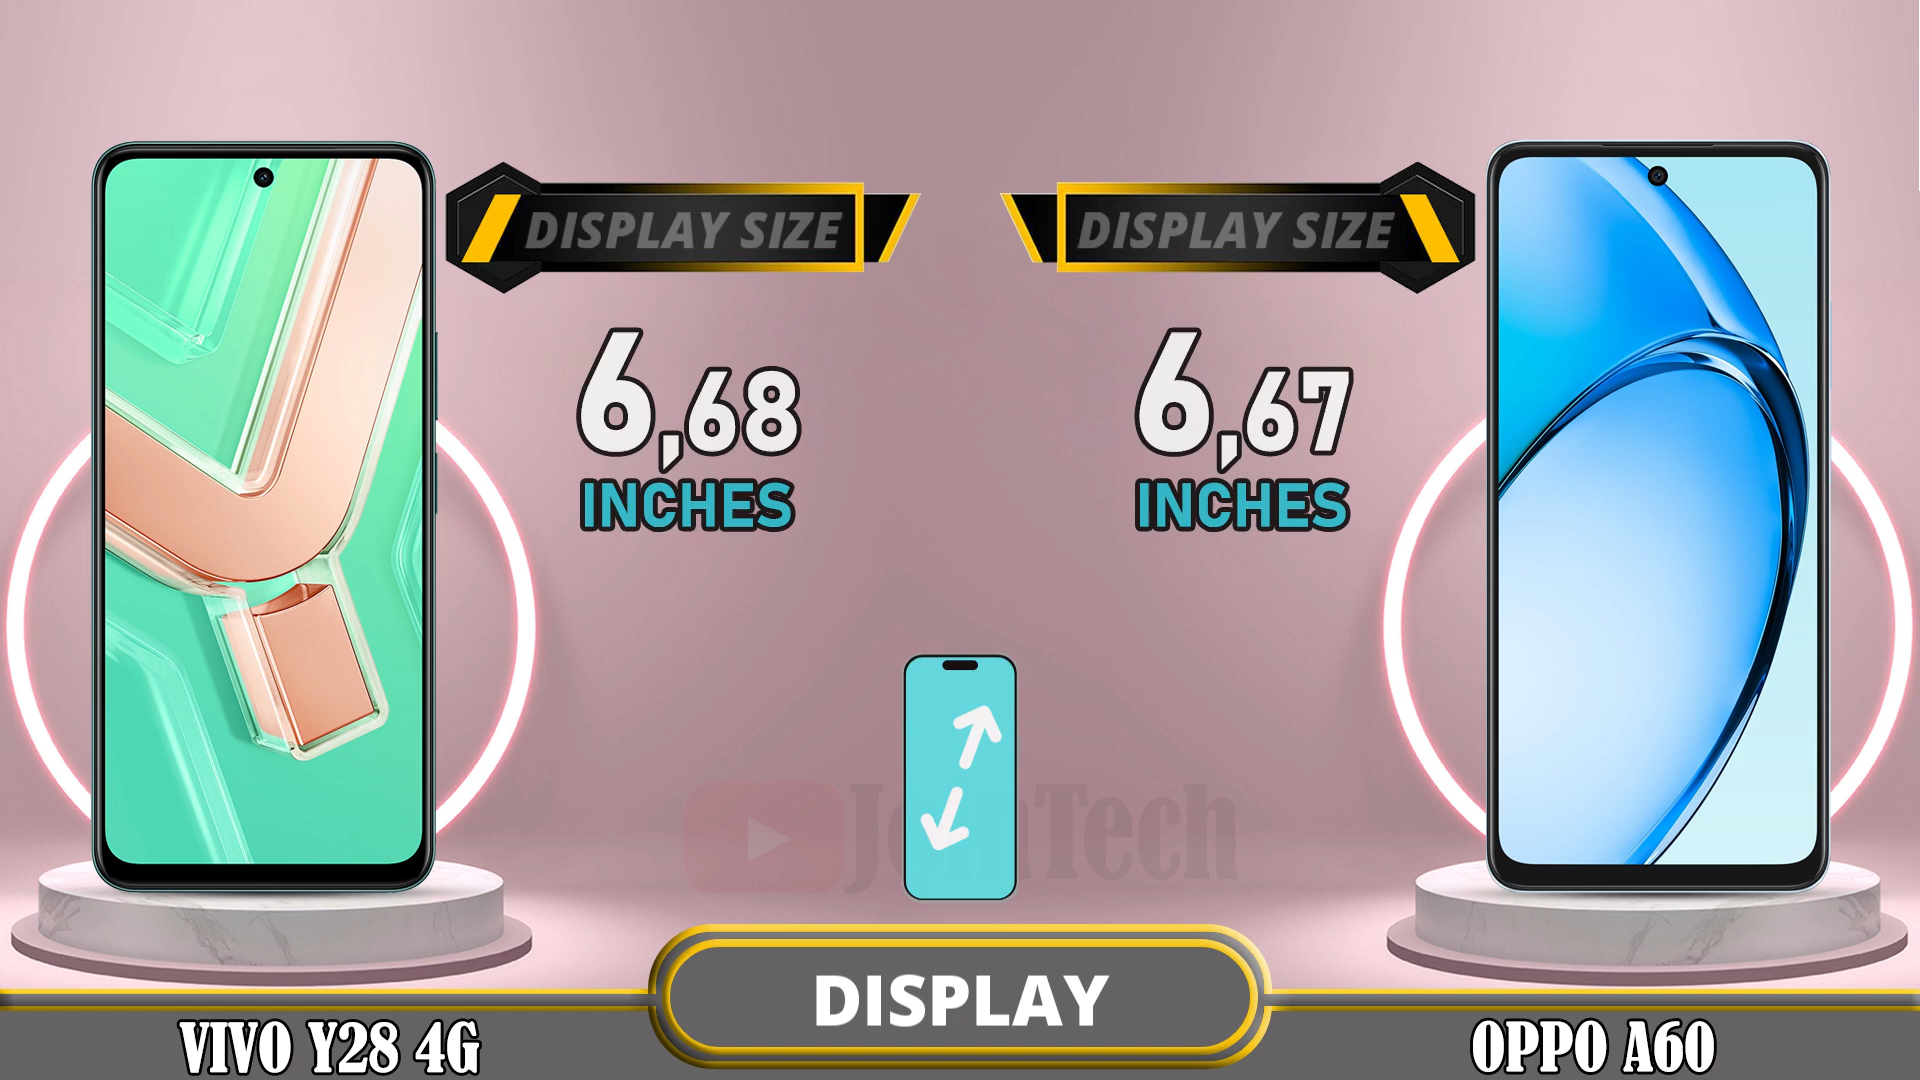 DISPLAY SIZE
DISPLAY SIZE
6,68
INCHES
6,67
INCHES
DISPLAY
VIVO Y28 4G
OPPO A60